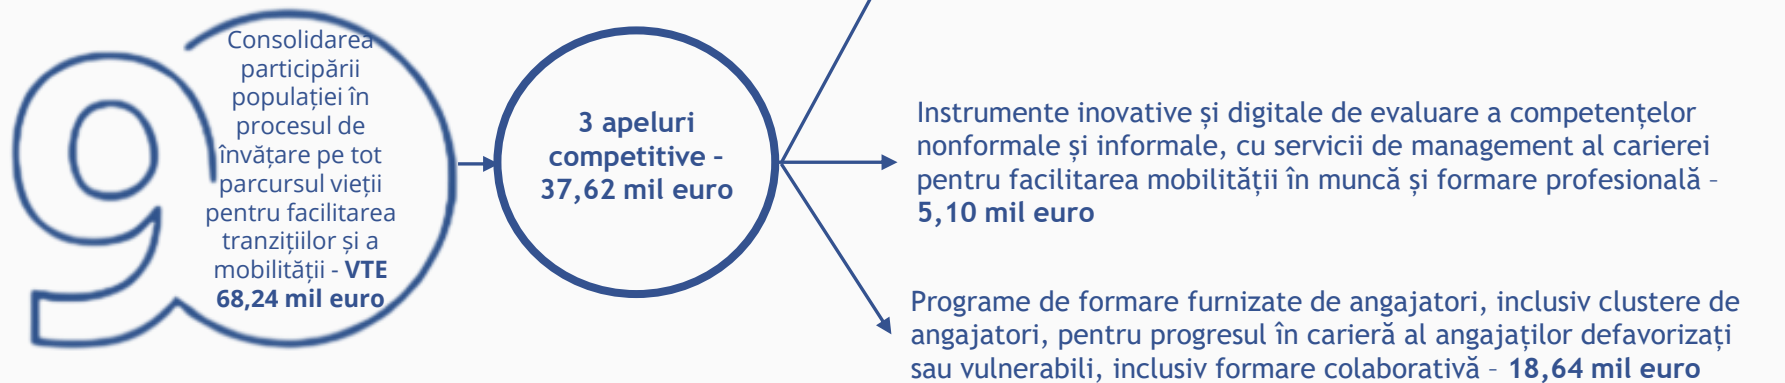 9
Consolidarea
participării
populației în
procesul de
învățare pe tot
parcursul vieții
pentru facilitarea
tranzițiilor și a
mobilității - VTE
68,24 mil euro
3 apeluri
competitive –
37,62 mil euro
Instrumente inovative și digitale de evaluare a competențelor
nonformale și informale, cu servicii de management al carierei
pentru facilitarea mobilității în muncă și formare profesională –
5,10 mil euro
Programe de formare furnizate de angajatori, inclusiv clustere de
angajatori, pentru progresul în carieră al angajaților defavorizați
sau vulnerabili, inclusiv formare colaborativă – 18,64 mil euro